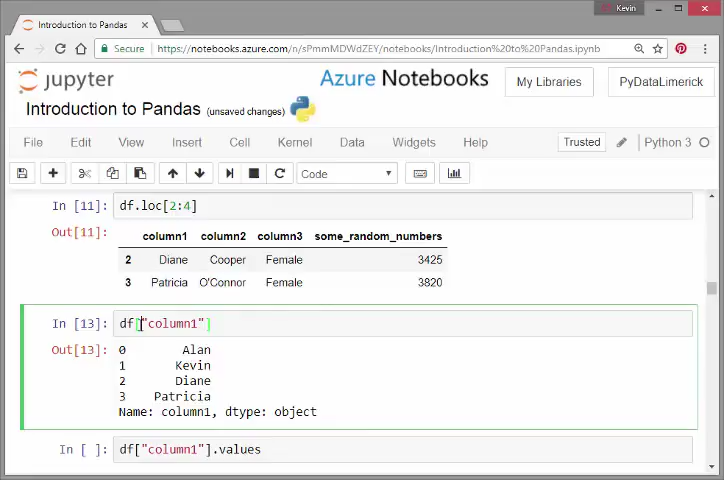 Kevin
Introduction to Pandas
Secure https://notebooks.azure.com/n/sPmmMDWdZEY/notebooks/Introduction%20to%20Pandas.ipynb
jupyter
Azure Notebooks
My Libraries
PyDataLimerick
Introduction to Pandas (unsaved changes)
File Edit View Insert Cell Kernel Data Widgets Help Trusted Python 3
Code
In [11]: df.loc[2:4]
Out[11]:
column1 column2 column3 some_random_numbers
2 Diane Cooper Female 3425
3 Patricia O'Connor Female 3820
In [13]: df["column1"]
Out[13]: 0 Alan
1 Kevin
2 Diane
3 Patricia
Name: column1, dtype: object
In [ ]: df["column1"].values